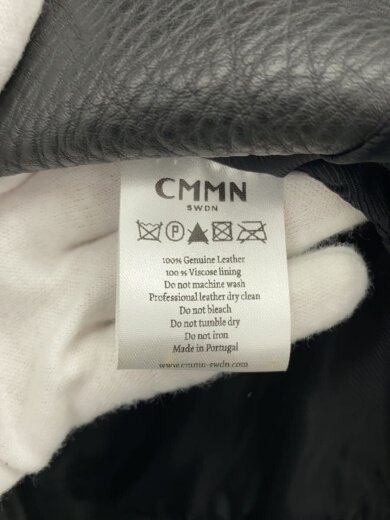 CMMN
SWDN
P
100% Genuine Leather
100 % Viscose lining
Do not machine wash
Professional leather dry clean
Do not bleach
Do not tumble dry
Do not iron
Made in Portugal
www.cmmn-swdn.com